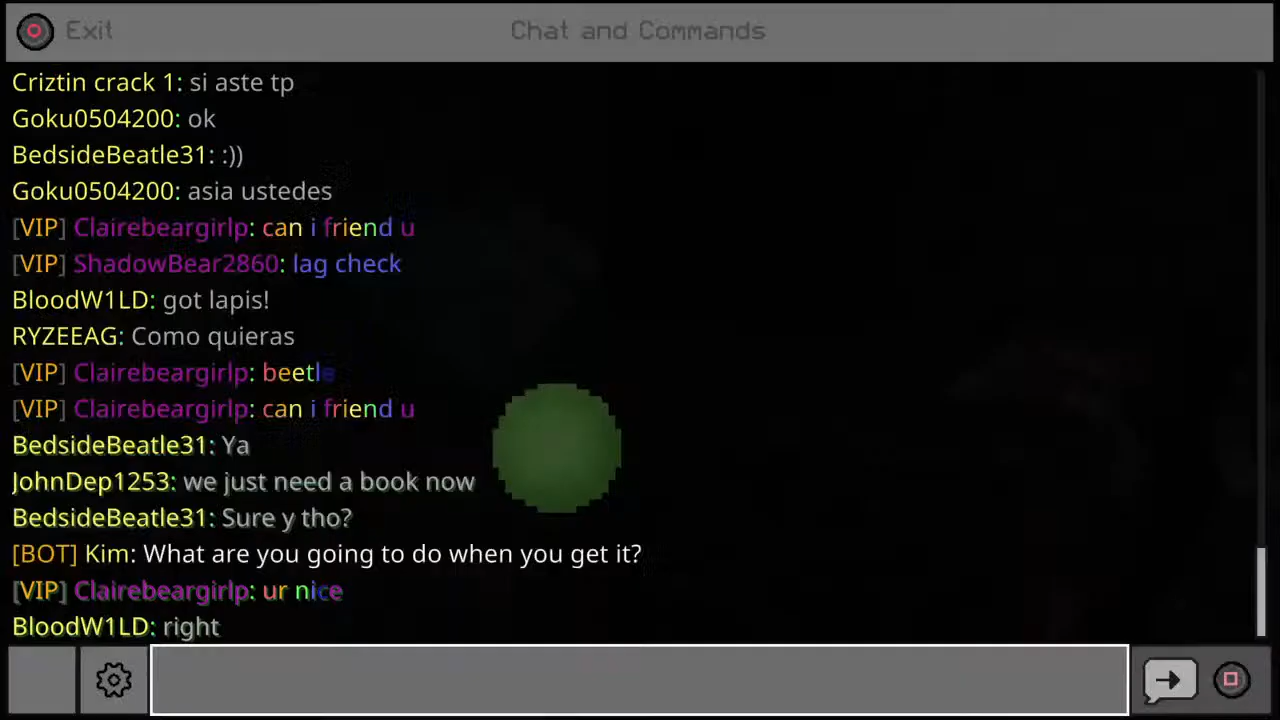 Exit
Chat and Commands
Criztin crack 1: si aste tp
Goku0504200: ok
BedsideBeatle31: :))
Goku0504200: asia ustedes
[VIP] Clairebeargirlp: can i friend u
[VIP] ShadowBear2860: lag check
BloodW1LD: got lapis!
RYZEEAG: Como quieras
[VIP] Clairebeargirlp: beetle
[VIP] Clairebeargirlp: can i friend u
BedsideBeatle31: Ya
JohnDep1253: we just need a book now
BedsideBeatle31: Sure y tho?
[BOT] Kim: What are you going to do when you get it?
[VIP] Clairebeargirlp: ur nice
BloodW1LD: right